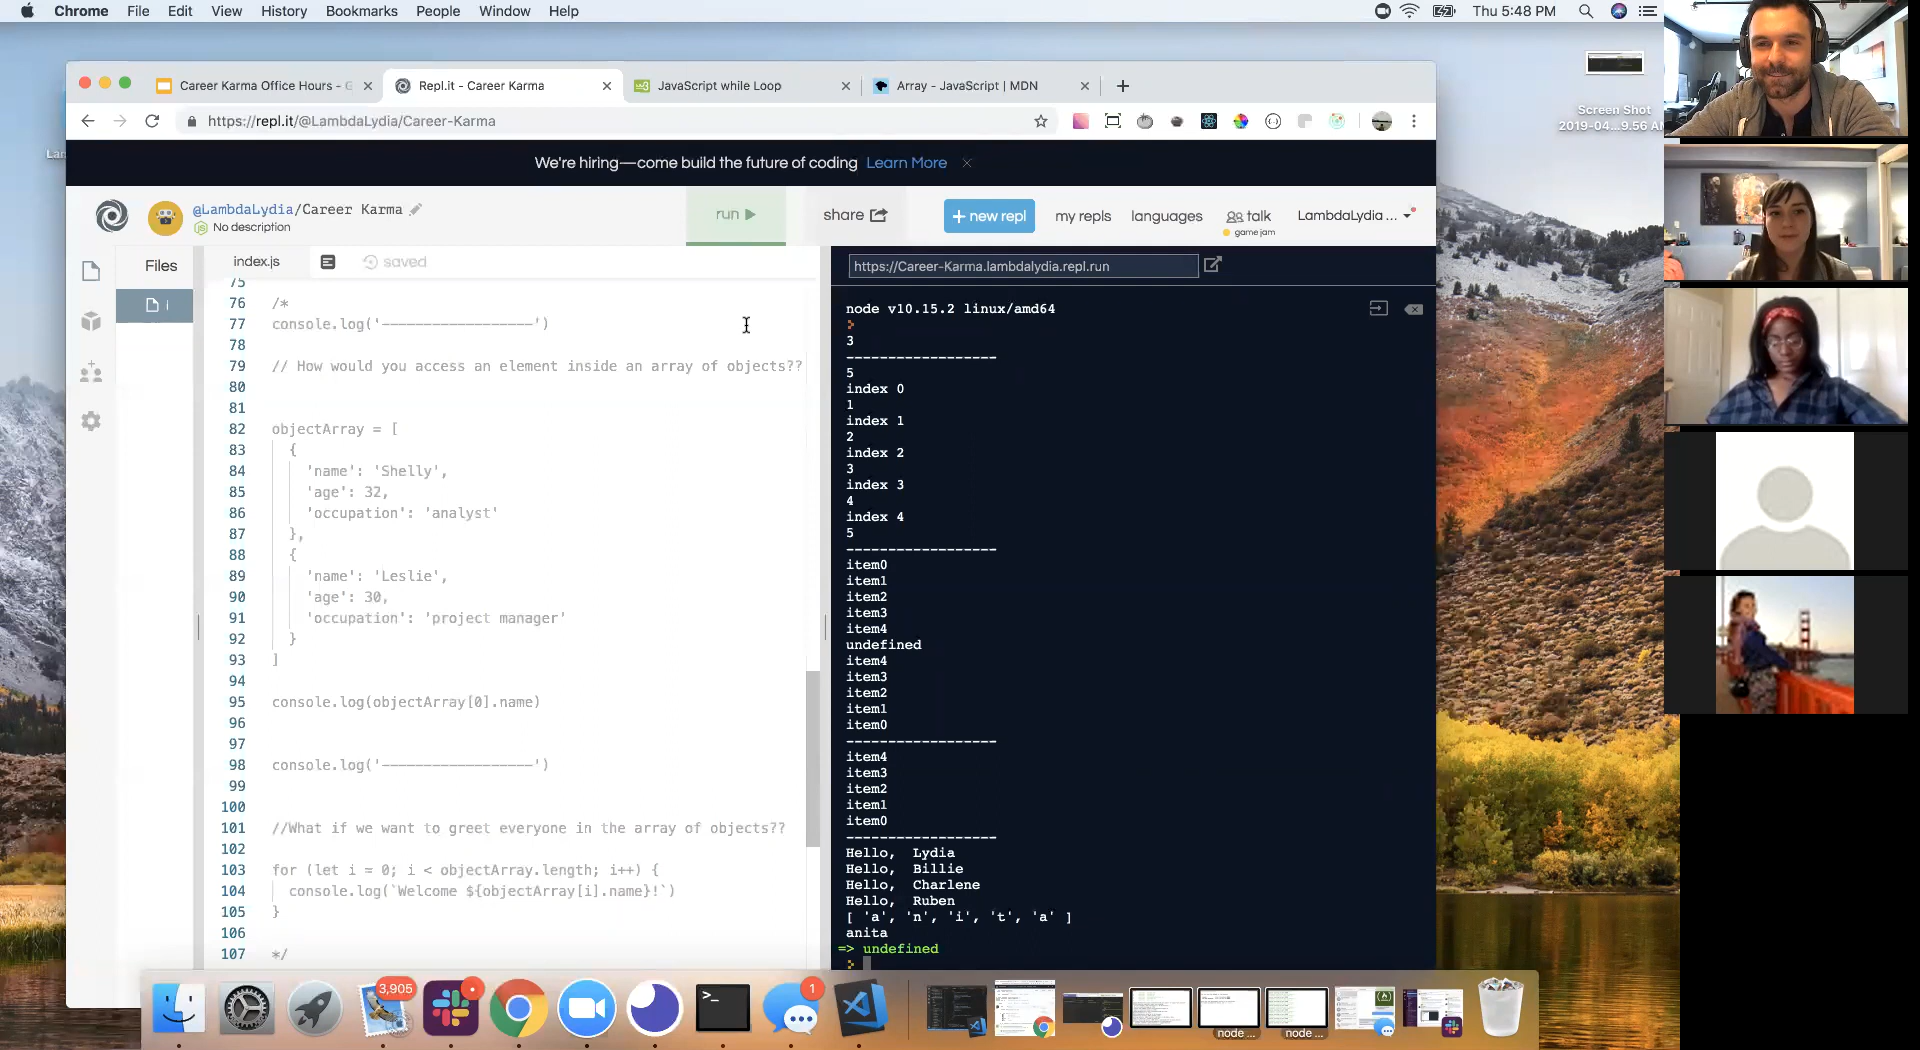 Chrome File Edit View History Bookmarks People Window Help
Thu 5:48 PM
Career Karma Office Hours - G
Repl.it - Career Karma
JavaScript while Loop
Array - JavaScript | MDN
https://repl.it/@LambdaLydia/Career-Karma
We're hiring—come build the future of coding Learn More
@LambdaLydia/Career Karma
No description
run
share
+ new repl
my repls
languages
talk
game jam
LambdaLydia ...
Files
index.js
saved
https://Career-Karma.lambdalydia.repl.run
75
76 /*
77 console.log('------------------')
78
79 // How would you access an element inside an array of objects??
80
81
82 objectArray = [
83 {
84 'name': 'Shelly',
85 'age': 32,
86 'occupation': 'analyst'
87 },
88 {
89 'name': 'Leslie',
90 'age': 30,
91 'occupation': 'project manager'
92 }
93 ]
94
95 console.log(objectArray[0].name)
96
97
98 console.log('------------------')
99
100
101 //What if we want to greet everyone in the array of objects??
102
103 for (let i = 0; i < objectArray.length; i++) {
104 console.log(`Welcome ${objectArray[i].name}!`)
105 }
106
107 */
node v10.15.2 linux/amd64
3
------------------
5
index 0
1
index 1
2
index 2
3
index 3
4
index 4
5
------------------
item0
item1
item2
item3
item4
undefined
item4
item3
item2
item1
item0
------------------
item4
item3
item2
item1
item0
------------------
Hello,  Lydia
Hello,  Billie
Hello,  Charlene
Hello,  Ruben
[ 'a', 'n', 'i', 't', 'a' ]
anita
=> undefined
Screen Shot
2019-04...9.56 A
3,905
1
node ...
node ...